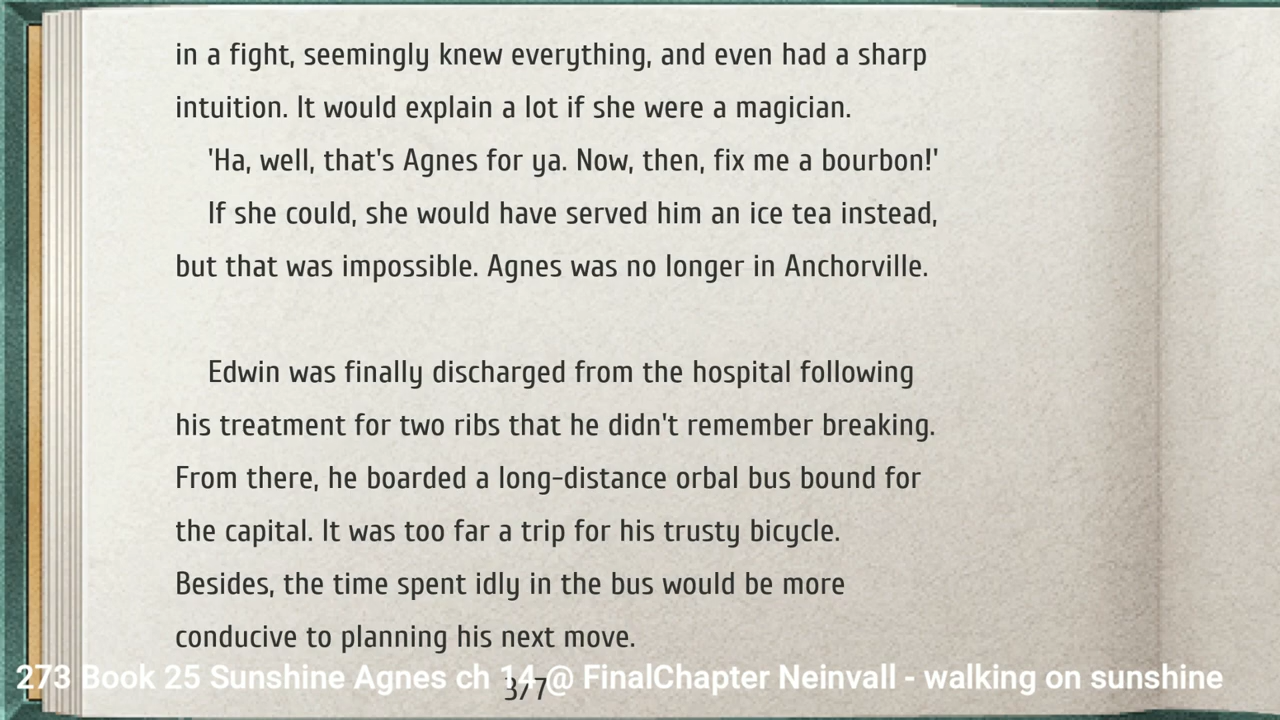 in a fight, seemingly knew everything, and even had a sharp
intuition. It would explain a lot if she were a magician.
'Ha, well, that's Agnes for ya. Now, then, fix me a bourbon!'
If she could, she would have served him an ice tea instead,
but that was impossible. Agnes was no longer in Anchorville.
Edwin was finally discharged from the hospital following
his treatment for two ribs that he didn't remember breaking.
From there, he boarded a long-distance orbal bus bound for
the capital. It was too far a trip for his trusty bicycle.
Besides, the time spent idly in the bus would be more
conducive to planning his next move.
273 Book 25 Sunshine Agnes ch 14 @ FinalChapter Neinvall - walking on sunshine
3/7